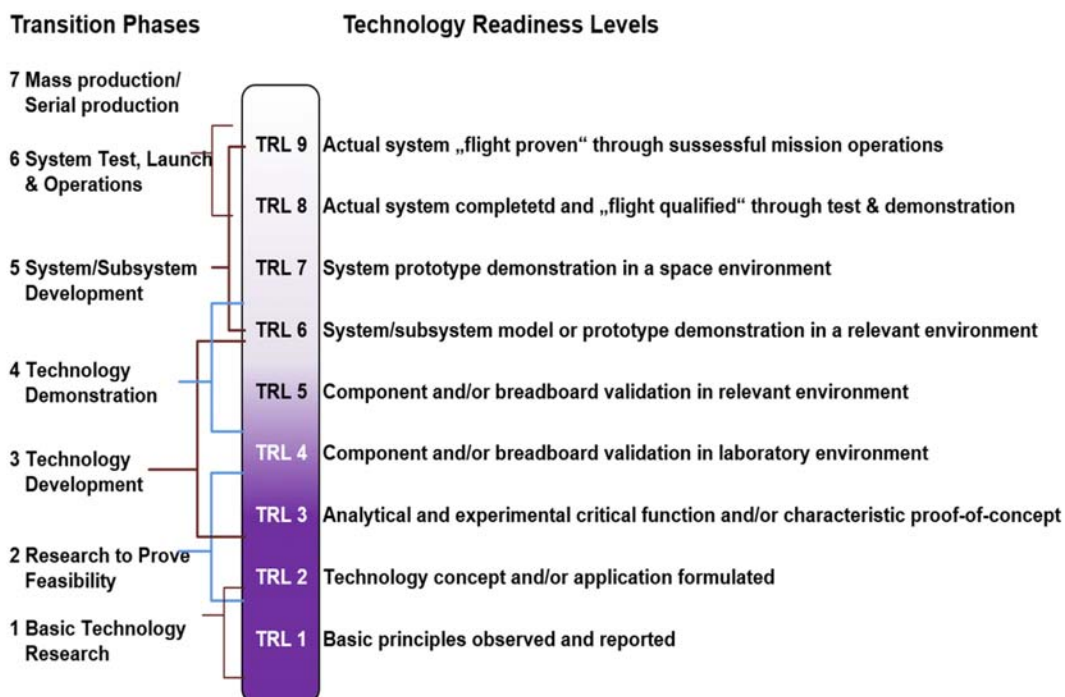 Transition Phases
Technology Readiness Levels
7 Mass production/
Serial production
6 System Test, Launch
& Operations
5 System/Subsystem
Development
4 Technology
Demonstration
3 Technology
Development
2 Research to Prove
Feasibility
1 Basic Technology
Research
TRL 9 Actual system „flight proven“ through sussessful mission operations
TRL 8 Actual system completetd and „flight qualified“ through test & demonstration
TRL 7 System prototype demonstration in a space environment
TRL 6 System/subsystem model or prototype demonstration in a relevant environment
TRL 5 Component and/or breadboard validation in relevant environment
TRL 4 Component and/or breadboard validation in laboratory environment
TRL 3 Analytical and experimental critical function and/or characteristic proof-of-concept
TRL 2 Technology concept and/or application formulated
TRL 1 Basic principles observed and reported